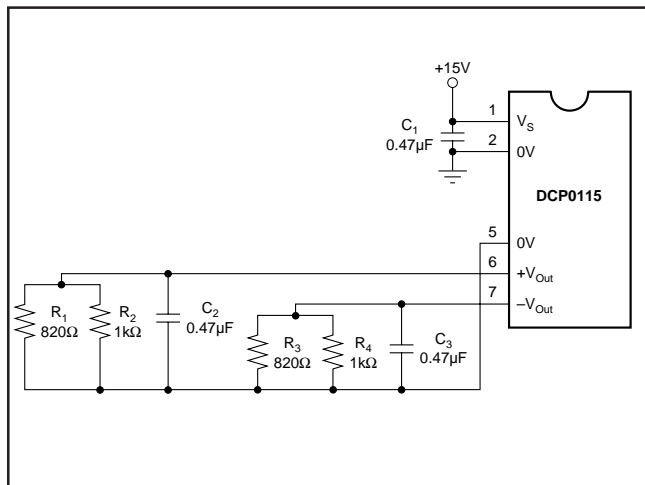 +15V
1
V_S
C_1
0.47µF
2
0V
DCP0115
5
0V
6
+V_Out
7
–V_Out
R_1
820Ω
R_2
1kΩ
C_2
0.47µF
R_3
820Ω
R_4
1kΩ
C_3
0.47µF